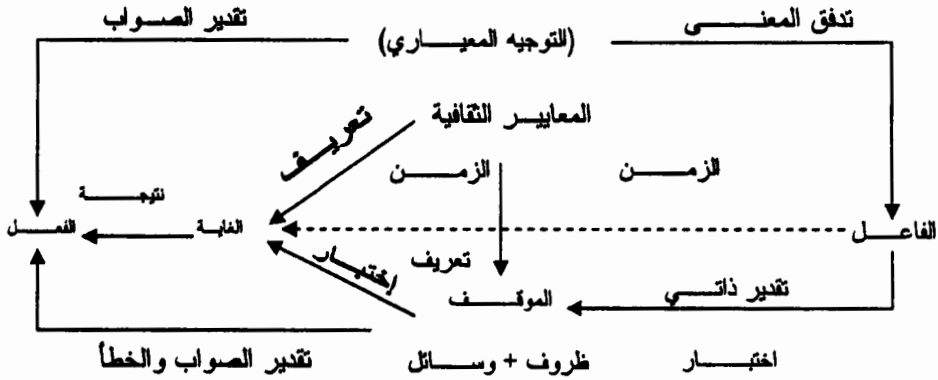 تدفق المعنى
(التوجيه المعياري)
تقدير الصواب
المعايير الثقافية
تعريف
الزمن
الزمن
نتيجة
الفاعل
الغاية
الفعل
تعريف
اختبار
تقدير ذاتي
الموقف
اختبار
ظروف + وسائل
تقدير الصواب والخطأ